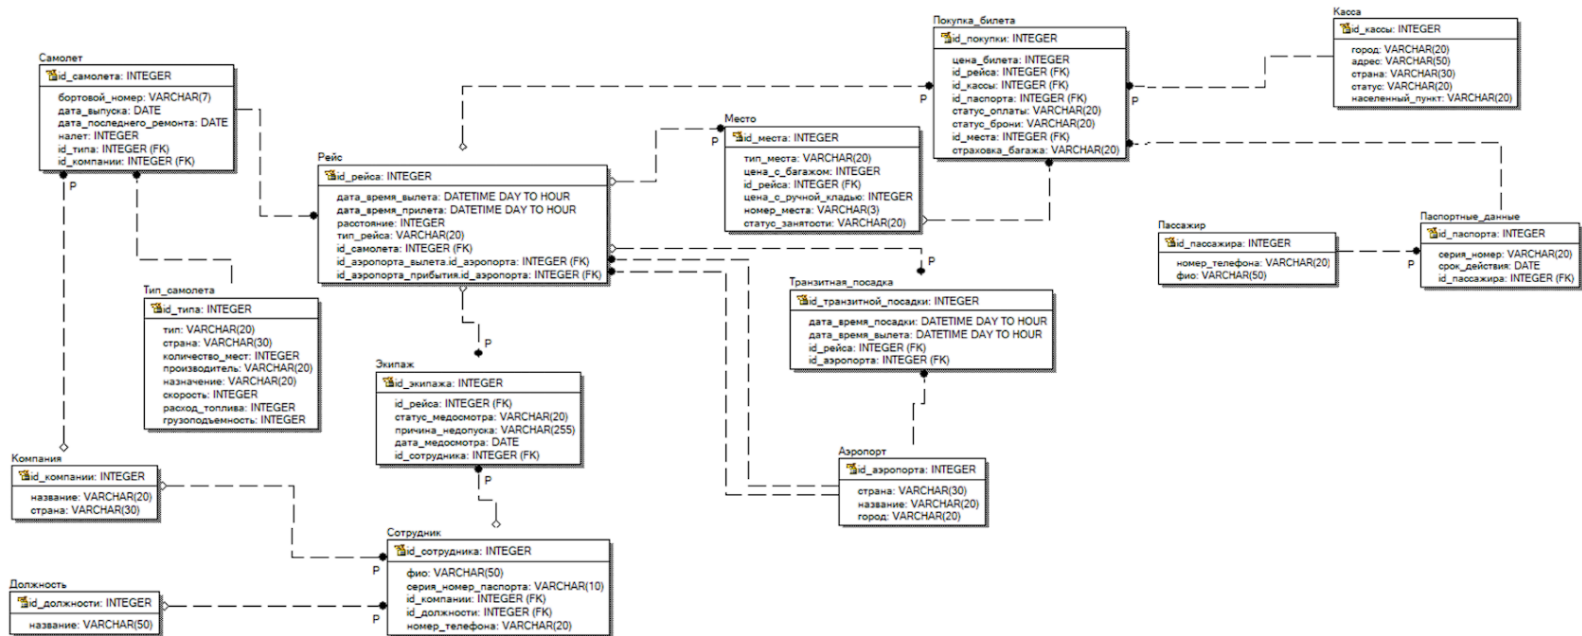 Самолет
id_самолета: INTEGER
бортовой_номер: VARCHAR(7)
дата_выпуска: DATE
дата_последнего_ремонта: DATE
налет: INTEGER
id_типа: INTEGER (FK)
id_компании: INTEGER (FK)
P
Тип_самолета
id_типа: INTEGER
тип: VARCHAR(20)
страна: VARCHAR(30)
количество_мест: INTEGER
производитель: VARCHAR(20)
назначение: VARCHAR(20)
скорость: INTEGER
расход_топлива: INTEGER
грузоподъемность: INTEGER
Компания
id_компании: INTEGER
название: VARCHAR(20)
страна: VARCHAR(30)
Должность
id_должности: INTEGER
название: VARCHAR(50)
Рейс
id_рейса: INTEGER
дата_время_вылета: DATETIME DAY TO HOUR
дата_время_прилета: DATETIME DAY TO HOUR
расстояние: INTEGER
тип_рейса: VARCHAR(20)
id_самолета: INTEGER (FK)
id_аэропорта_вылета.id_аэропорта: INTEGER (FK)
id_аэропорта_прибытия.id_аэропорта: INTEGER (FK)
P
Экипаж
id_экипажа: INTEGER
id_рейса: INTEGER (FK)
статус_медосмотра: VARCHAR(20)
причина_недопуска: VARCHAR(255)
дата_медосмотра: DATE
id_сотрудника: INTEGER (FK)
P
Сотрудник
id_сотрудника: INTEGER
фио: VARCHAR(50)
серия_номер_паспорта: VARCHAR(10)
id_компании: INTEGER (FK)
id_должности: INTEGER (FK)
номер_телефона: VARCHAR(20)
P
P
Место
id_места: INTEGER
тип_места: VARCHAR(20)
цена_с_багажом: INTEGER
id_рейса: INTEGER (FK)
цена_с_ручной_кладью: INTEGER
номер_места: VARCHAR(3)
статус_занятости: VARCHAR(20)
P
Покупка_билета
id_покупки: INTEGER
цена_билета: INTEGER
id_рейса: INTEGER (FK)
id_кассы: INTEGER (FK)
id_паспорта: INTEGER (FK)
статус_оплаты: VARCHAR(20)
статус_брони: VARCHAR(20)
id_места: INTEGER (FK)
страховка_багажа: VARCHAR(20)
P
P
P
Транзитная_посадка
id_транзитной_посадки: INTEGER
дата_время_посадки: DATETIME DAY TO HOUR
дата_время_вылета: DATETIME DAY TO HOUR
id_рейса: INTEGER (FK)
id_аэропорта: INTEGER (FK)
P
Аэропорт
id_аэропорта: INTEGER
страна: VARCHAR(30)
название: VARCHAR(20)
город: VARCHAR(20)
Касса
id_кассы: INTEGER
город: VARCHAR(20)
адрес: VARCHAR(50)
страна: VARCHAR(30)
статус: VARCHAR(20)
населенный_пункт: VARCHAR(20)
Пассажир
id_пассажира: INTEGER
номер_телефона: VARCHAR(20)
фио: VARCHAR(50)
P
Паспортные_данные
id_паспорта: INTEGER
серия_номер: VARCHAR(20)
срок_действия: DATE
id_пассажира: INTEGER (FK)